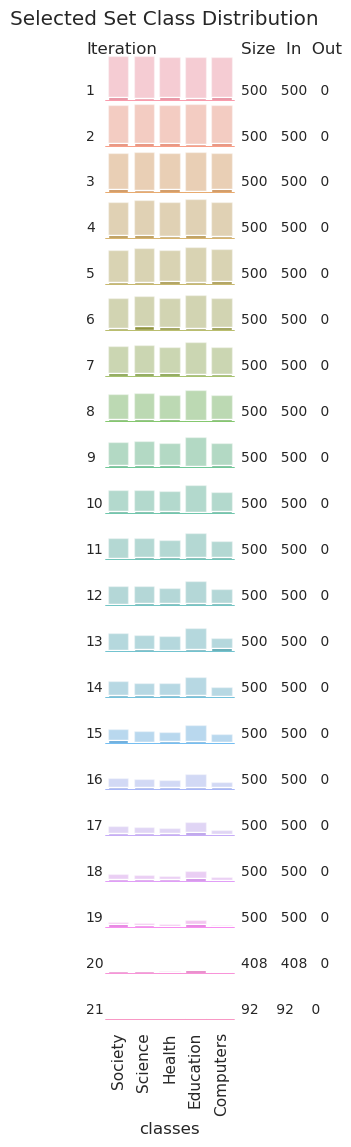 Selected Set Class Distribution
Iteration Size In Out
1 500 500 0
2 500 500 0
3 500 500 0
4 500 500 0
5 500 500 0
6 500 500 0
7 500 500 0
8 500 500 0
9 500 500 0
10 500 500 0
11 500 500 0
12 500 500 0
13 500 500 0
14 500 500 0
15 500 500 0
16 500 500 0
17 500 500 0
18 500 500 0
19 500 500 0
20 408 408 0
21 92 92 0
Society
Science
Health
Education
Computers
classes